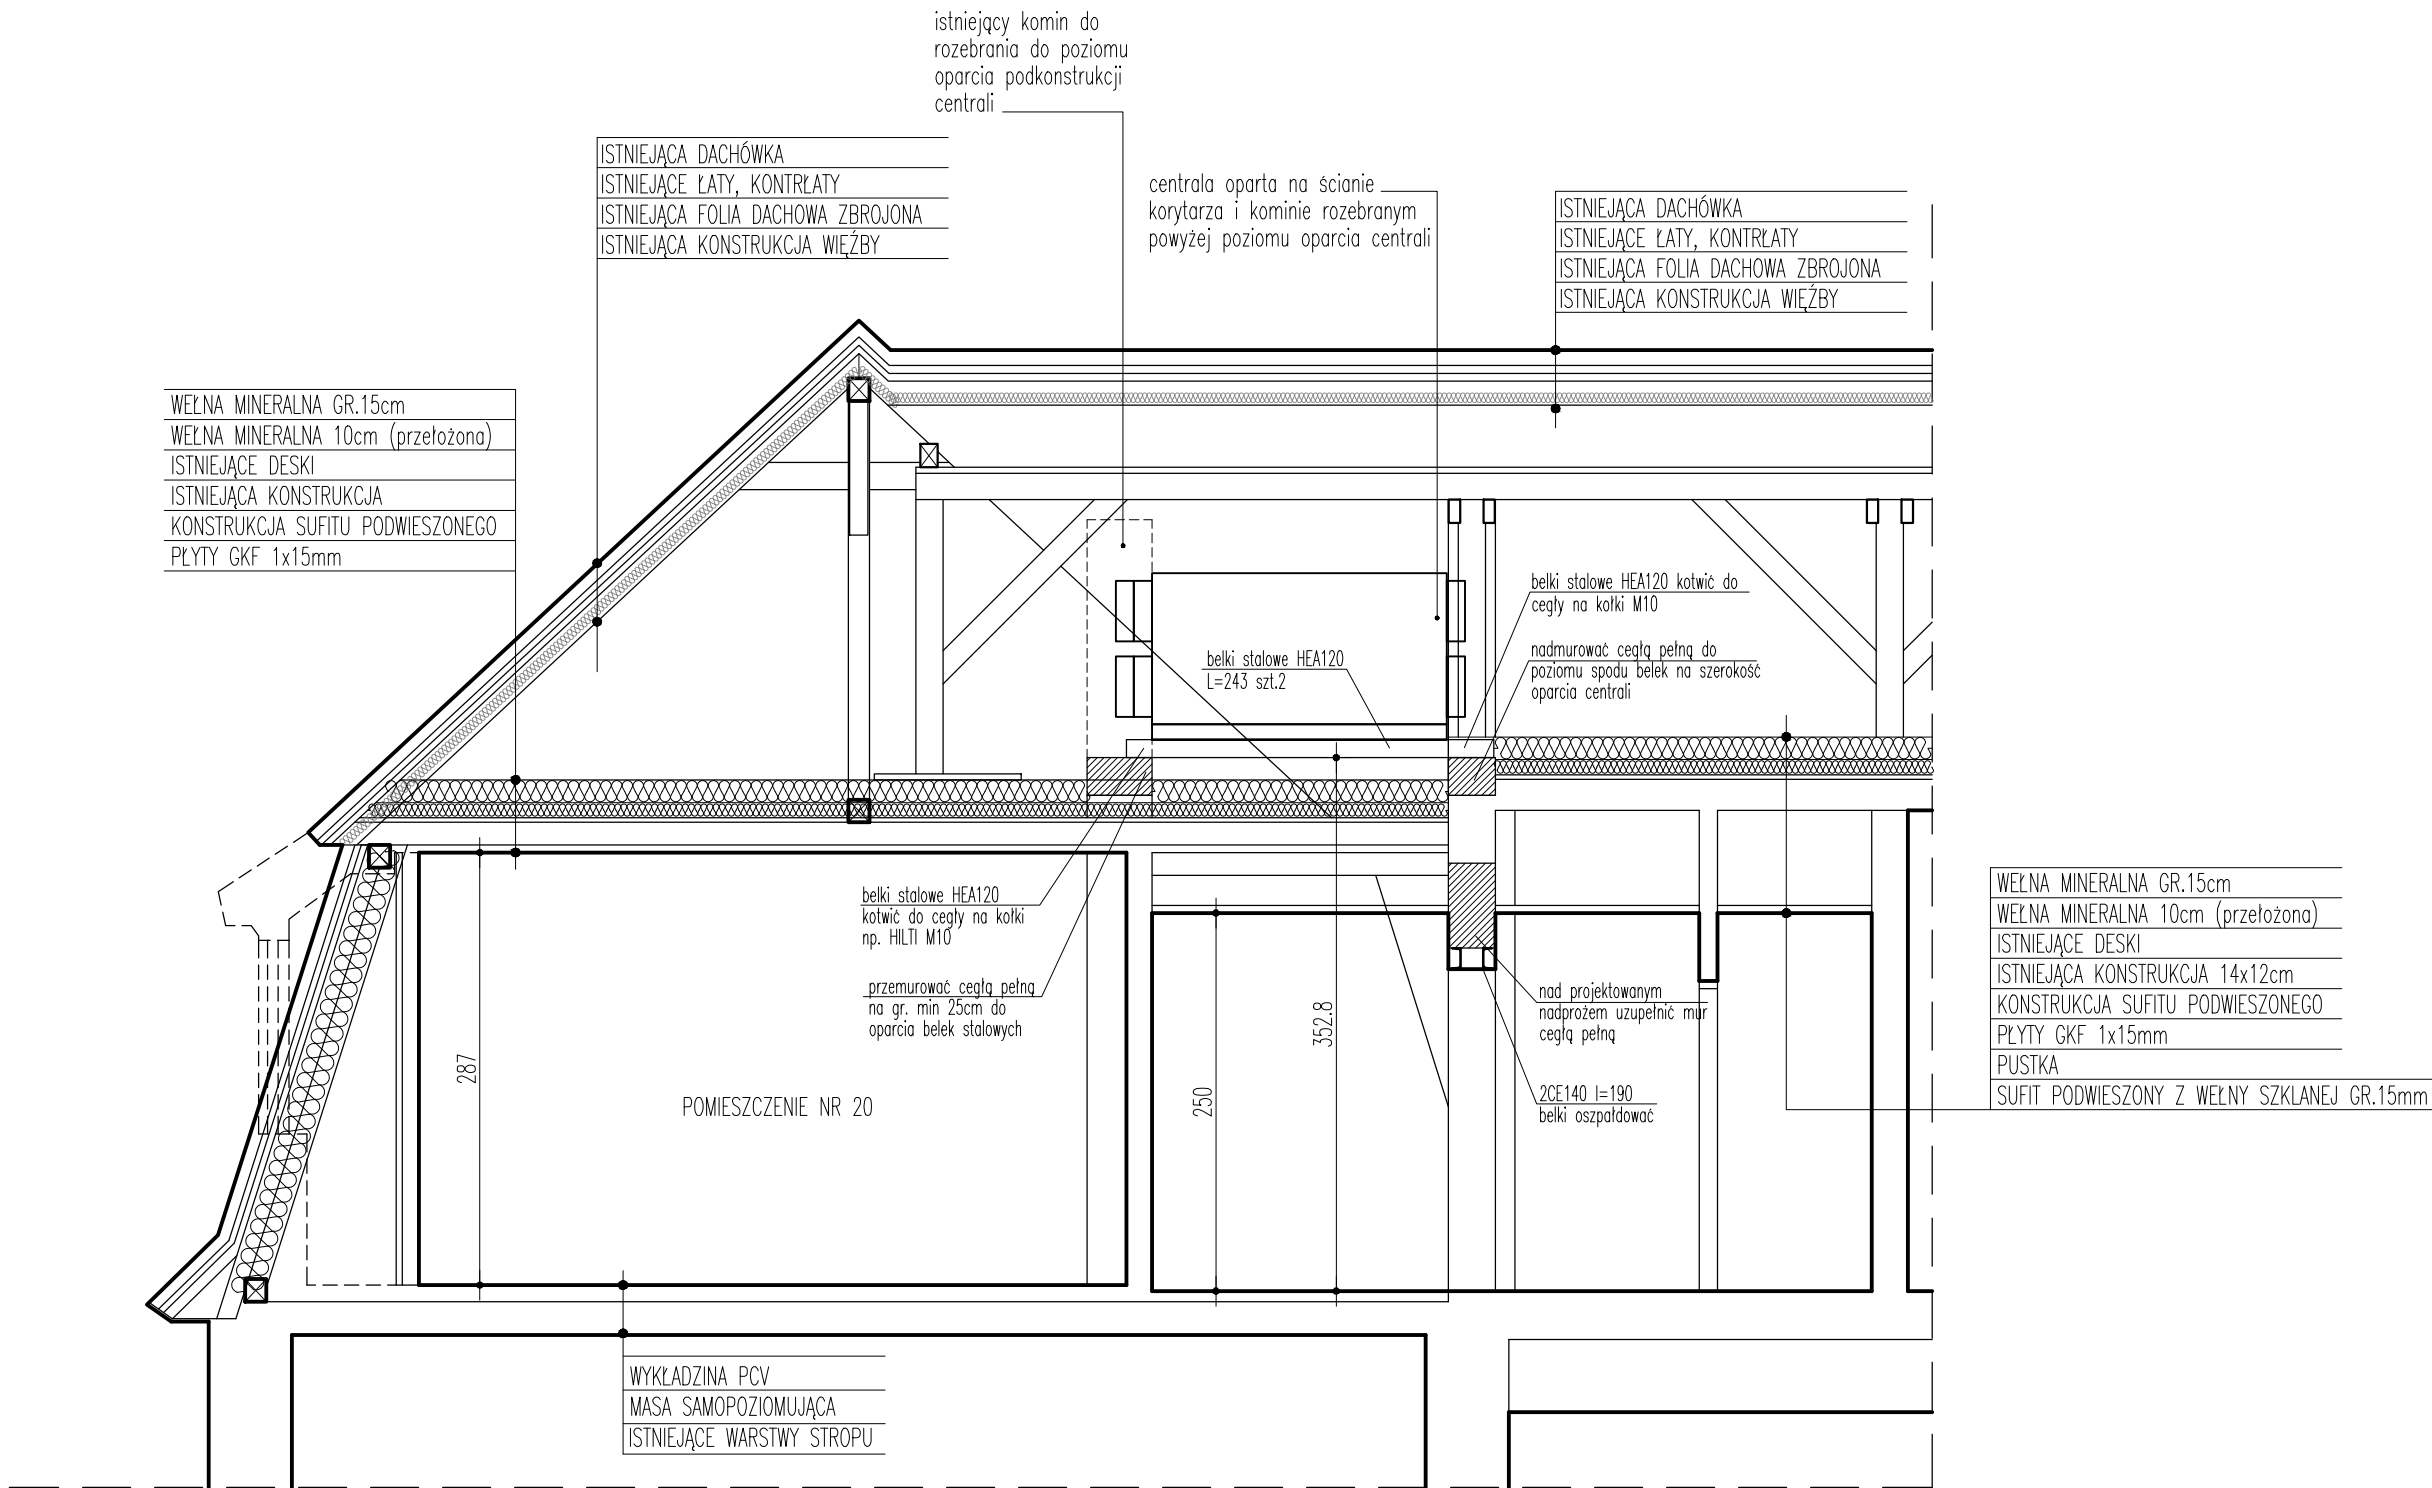 istniejący komin do
rozebrania do poziomu
oparcia podkonstrukcji
centrali
ISTNIEJĄCA DACHÓWKA
ISTNIEJĄCE ŁATY, KONTRŁATY
ISTNIEJĄCA FOLIA DACHOWA ZBROJONA
ISTNIEJĄCA KONSTRUKCJA WIĘŹBY
centrala oparta na ścianie
korytarza i kominie rozebranym
powyżej poziomu oparcia centrali
ISTNIEJĄCA DACHÓWKA
ISTNIEJĄCE ŁATY, KONTRŁATY
ISTNIEJĄCA FOLIA DACHOWA ZBROJONA
ISTNIEJĄCA KONSTRUKCJA WIĘŹBY
WEŁNA MINERALNA GR.15cm
WEŁNA MINERALNA 10cm (przełożona)
ISTNIEJĄCE DESKI
ISTNIEJĄCA KONSTRUKCJA
KONSTRUKCJA SUFITU PODWIESZONEGO
PŁYTY GKF 1x15mm
belki stalowe HEA120 kotwić do
cegły na kołki M10
belki stalowe HEA120
L=243 szt.2
nadmurować cegłą pełną do
poziomu spodu belek na szerokość
oparcia centrali
belki stalowe HEA120
kotwić do cegły na kołki
np. HILTI M10
przemurować cegłą pełną
na gr. min 25cm do
oparcia belek stalowych
WEŁNA MINERALNA GR.15cm
WEŁNA MINERALNA 10cm (przełożona)
ISTNIEJĄCE DESKI
ISTNIEJĄCA KONSTRUKCJA 14x12cm
KONSTRUKCJA SUFITU PODWIESZONEGO
PŁYTY GKF 1x15mm
PUSTKA
SUFIT PODWIESZONY Z WEŁNY SZKLANEJ GR.15mm
nad projektowanym
nadprożem uzupełnić mur
cegłą pełną
2CE140 l=190
belki oszpałdować
287
POMIESZCZENIE NR 20
250
352.8
WYKŁADZINA PCV
MASA SAMOPOZIOMUJĄCA
ISTNIEJĄCE WARSTWY STROPU